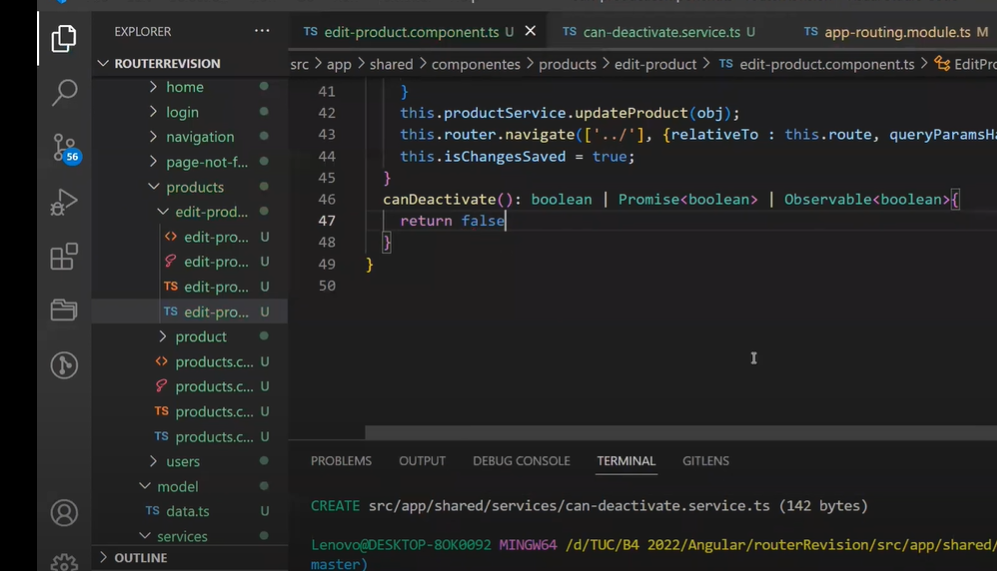 EXPLORER ...
TS edit-product.component.ts U × TS can-deactivate.service.ts U TS app-routing.module.ts M
ROUTERREVISION
src > app > shared > componentes > products > edit-product > TS edit-product.component.ts > EditPro
home
login
navigation
page-not-f...
products
edit-prod...
<> edit-pro... U
edit-pro... U
TS edit-pro... U
TS edit-pro... U
product
<> products.c... U
products.c... U
TS products.c... U
TS products.c... U
users
model
TS data.ts U
services
OUTLINE
56
41 }
42 this.productService.updateProduct(obj);
43 this.router.navigate(['../'], {relativeTo : this.route, queryParamsHa
44 this.isChangesSaved = true;
45 }
46 canDeactivate(): boolean | Promise<boolean> | Observable<boolean>{
47 return false
48 }
49 }
50
PROBLEMS OUTPUT DEBUG CONSOLE TERMINAL GITLENS
CREATE src/app/shared/services/can-deactivate.service.ts (142 bytes)
Lenovo@DESKTOP-8OK0092 MINGW64 /d/TUC/B4 2022/Angular/routerRevision/src/app/shared/
master)